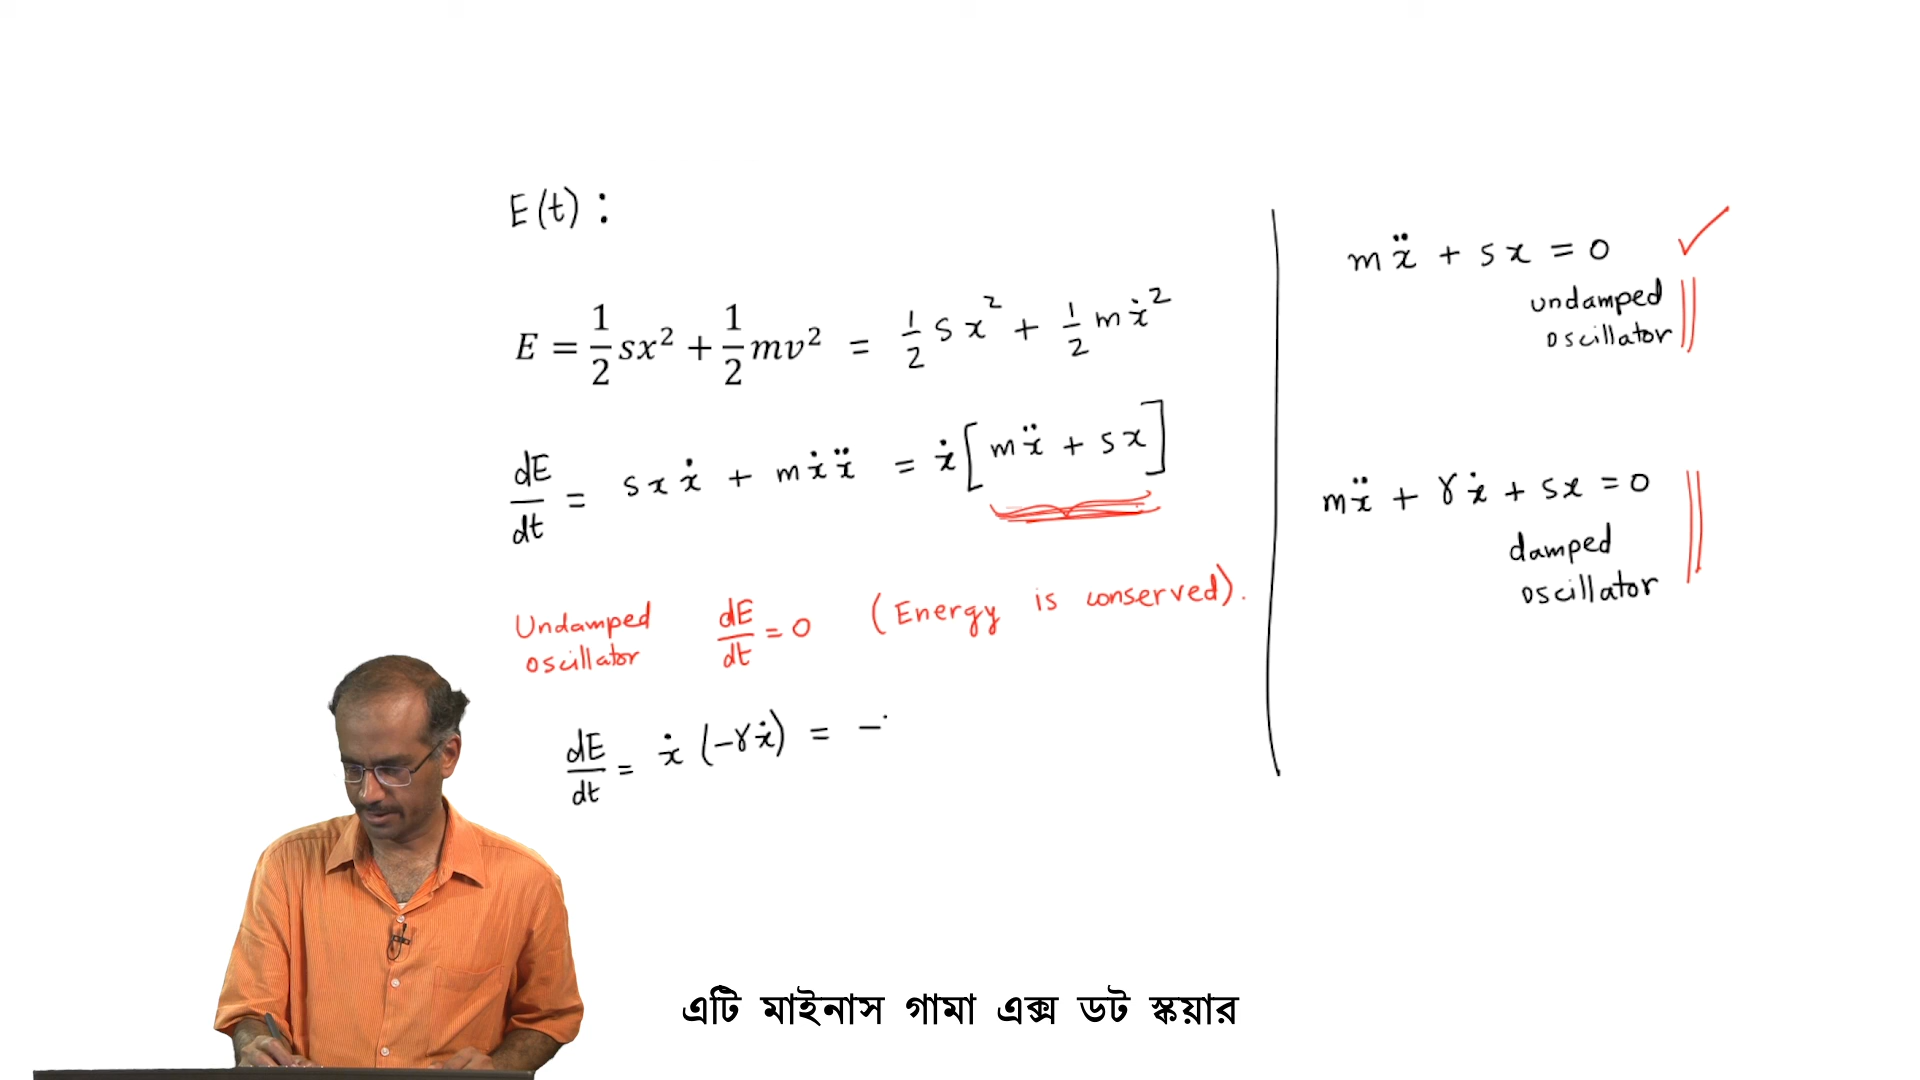 E(t) :
E = 1/2 sx² + 1/2 mv² = 1/2 s x² + 1/2 m ẋ²
dE/dt = s x ẋ + m ẋ ẍ = ẋ [ m ẍ + s x ]
Undamped oscillator dE/dt = 0 (Energy is conserved).
dE/dt = ẋ (-γẋ) = -
m ẍ + s x = 0
undamped
oscillator
m ẍ + γ ẋ + s x = 0
damped
oscillator
এটি মাইনাস গামা এক্স ডট স্কয়ার